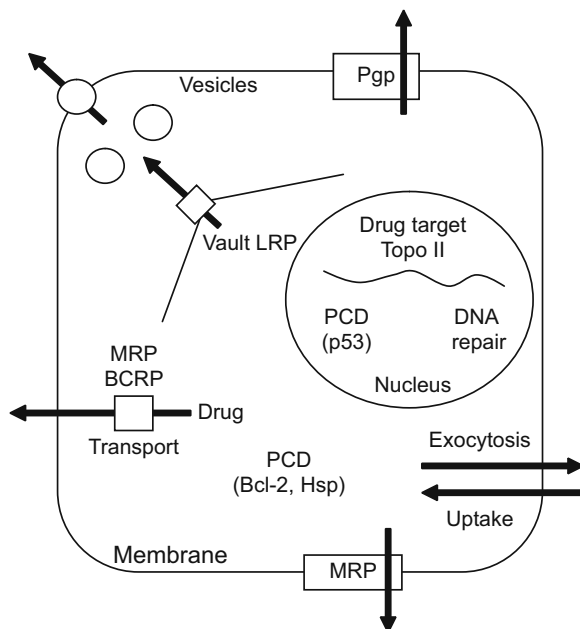 Vesicles
Pgp
Vault LRP
Drug target
Topo II
PCD
(p53)
DNA
repair
Nucleus
MRP
BCRP
Drug
Transport
PCD
(Bcl-2, Hsp)
Exocytosis
Uptake
Membrane
MRP